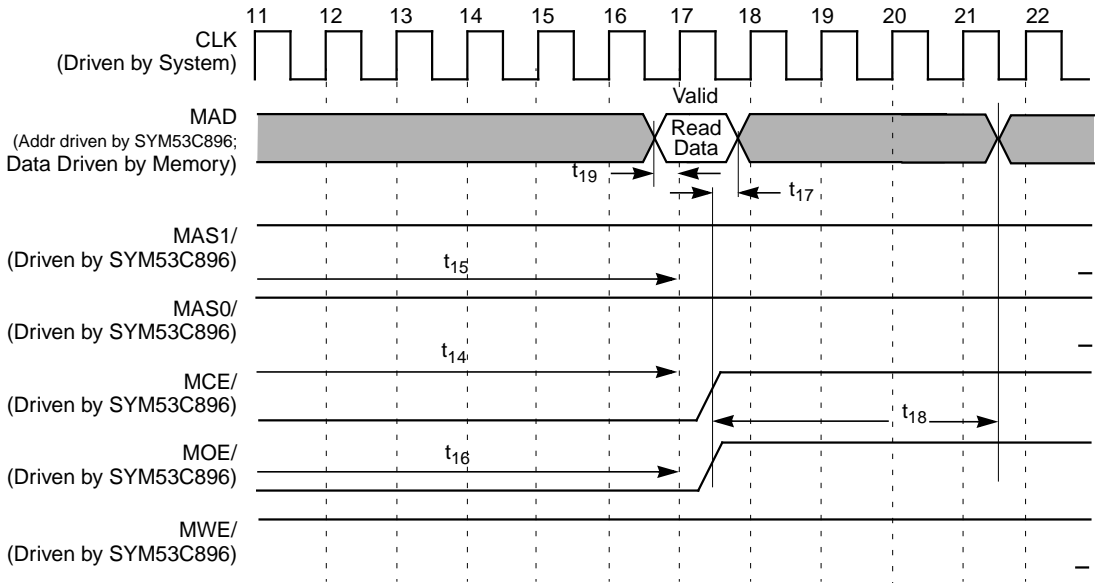 11 12 13 14 15 16 17 18 19 20 21 22
CLK
(Driven by System)
Valid
MAD
(Addr driven by SYM53C896;
Data Driven by Memory)
Read
Data
t19
t17
MAS1/
(Driven by SYM53C896)
t15
MAS0/
(Driven by SYM53C896)
t14
MCE/
(Driven by SYM53C896)
t18
MOE/
(Driven by SYM53C896)
t16
MWE/
(Driven by SYM53C896)